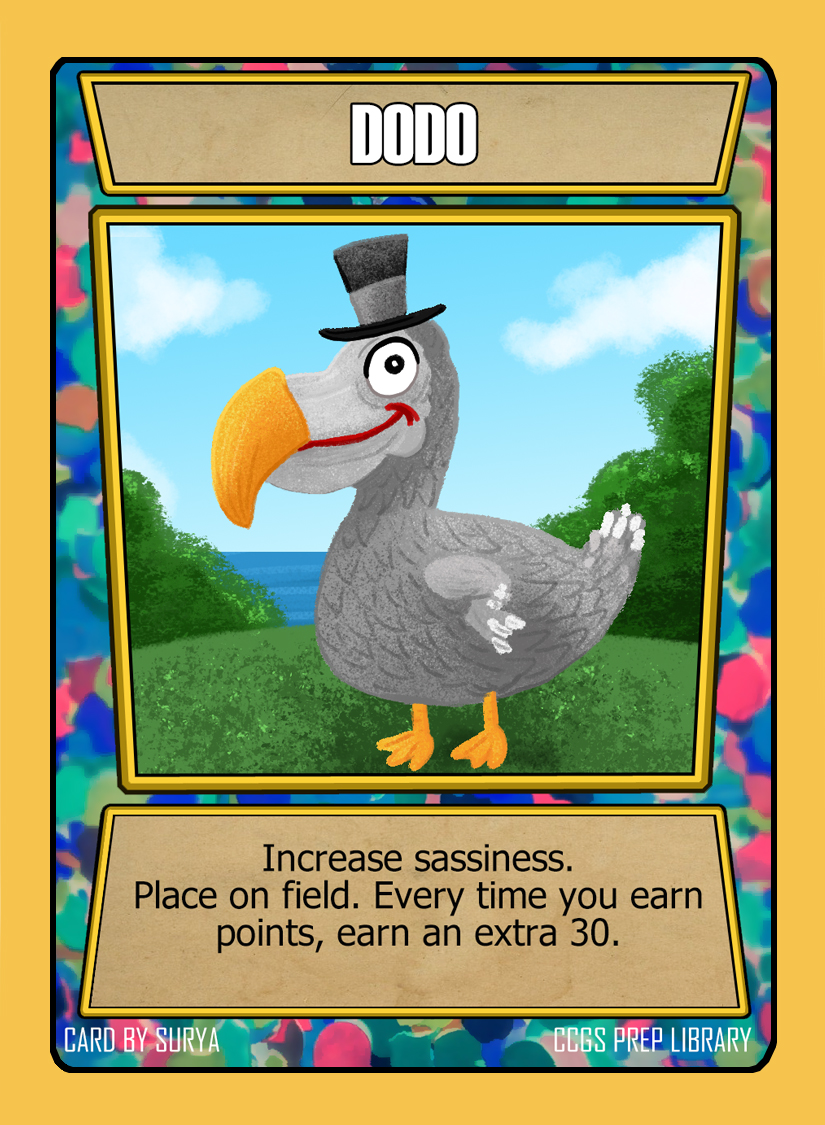 DODO
Increase sassiness.
Place on field. Every time you earn
points, earn an extra 30.
CARD BY SURYA
CCGS PREP LIBRARY